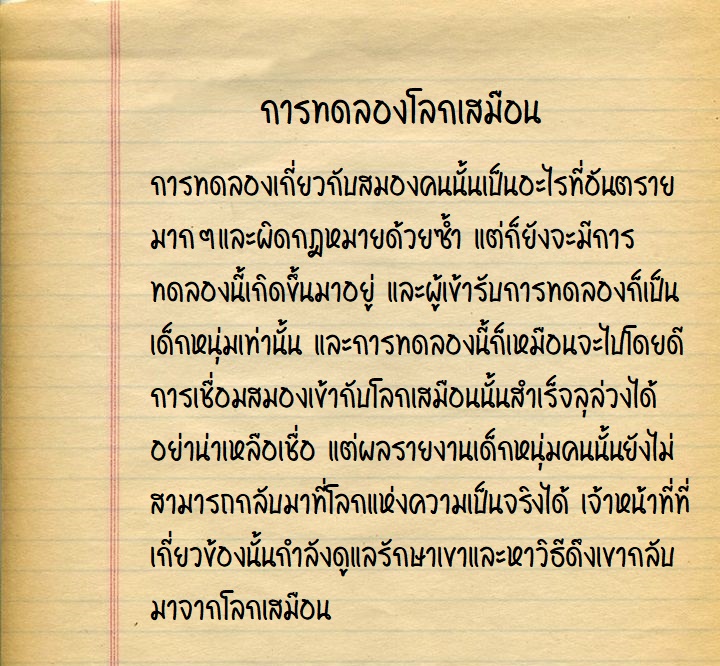 การทดลองโลกเสมือน
การทดลองเกี่ยวกับสมองคนนั้นเป็นอะไรที่อันตราย
มาก ๆและผิดกฎหมายด้วยซ้ำ แต่ก็ยังจะมีการ
ทดลองนี้เกิดขึ้นมาอยู่ และผู้เข้ารับการทดลองก็เป็น
เด็กหนุ่มเท่านั้น และการทดลองนี้ก็เหมือนจะไปโดยดี
การเชื่อมสมองเข้ากับโลกเสมือนนั้นสำเร็จลุล่วงได้
อย่าน่าเหลือเชื่อ แต่ผลรายงานเด็กหนุ่มคนนั้นยังไม่
สามารถกลับมาที่โลกแห่งความเป็นจริงได้ เจ้าหน้าที่ที่
เกี่ยวข้องนั้นกำลังดูแลรักษาเขาและหาวิธีดึงเขากลับ
มาจากโลกเสมือน